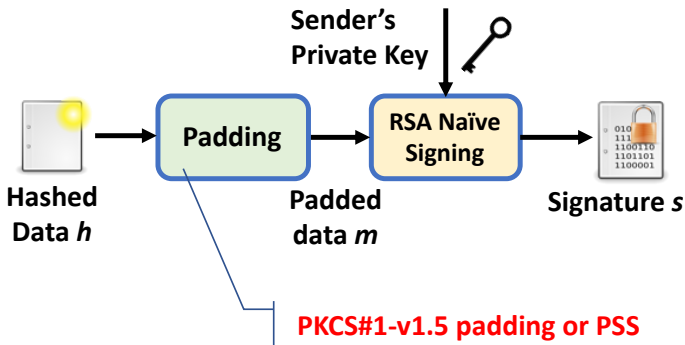 Sender's
Private Key
Padding
RSA Naïve
Signing
010
111
1100110
1101101
1100001
Hashed
Data h
Padded
data m
Signature s
PKCS#1-v1.5 padding or PSS